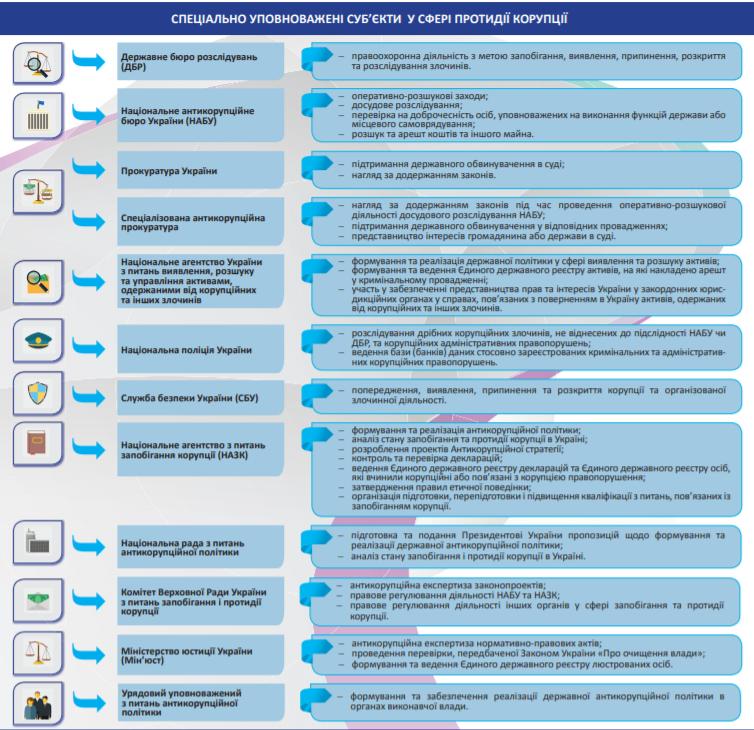 СПЕЦІАЛЬНО УПОВНОВАЖЕНІ СУБ’ЄКТИ У СФЕРІ ПРОТИДІЇ КОРУПЦІЇ
Державне бюро розслідувань
(ДБР)
– правоохоронна діяльність з метою запобігання, виявлення, припинення, розкриття
та розслідування злочинів.
Національне антикорупційне
бюро України (НАБУ)
– оперативно-розшукові заходи;
– досудове розслідування;
– перевірка на доброчесність осіб, уповноважених на виконання функцій держави або
місцевого самоврядування;
– розшук та арешт коштів та іншого майна.
Прокуратура України
– підтримання державного обвинувачення в суді;
– нагляд за додержанням законів.
Спеціалізована антикорупційна
прокуратура
– нагляд за додержанням законів під час проведення оперативно-розшукової
діяльності досудового розслідування НАБУ;
– підтримання державного обвинувачення у відповідних провадженнях;
– представництво інтересів громадянина або держави в суді.
Національне агентство України
з питань виявлення, розшуку
та управління активами,
одержаними від корупційних
та інших злочинів
– формування та реалізація державної політики у сфері виявлення та розшуку активів;
– формування та ведення Єдиного державного реєстру активів, на які накладено арешт
у кримінальному провадженні;
– участь у забезпеченні представництва прав та інтересів України у закордонних юрис-
дикційних органах у справах, пов’язаних з поверненням в Україну активів, одержаних
від корупційних та інших злочинів.
Національна поліція України
– розслідування дрібних корупційних злочинів, не віднесених до підслідності НАБУ чи
ДБР, та корупційних адміністративних правопорушень;
– ведення бази (банків) даних стосовно зареєстрованих кримінальних та адміністратив-
них корупційних правопорушень.
Служба безпеки України (СБУ)
– попередження, виявлення, припинення та розкриття корупції та організованої
злочинної діяльності.
Національне агентство з питань
запобігання корупції (НАЗК)
– формування та реалізація антикорупційної політики;
– аналіз стану запобігання та протидії корупції в Україні;
– розроблення проектів Антикорупційної стратегії;
– контроль та перевірка декларацій;
– ведення Єдиного державного реєстру декларацій та Єдиного державного реєстру осіб,
які вчинили корупційні або пов’язані з корупцією правопорушення;
– затвердження правил етичної поведінки;
– організація підготовки, перепідготовки і підвищення кваліфікації з питань, пов’язаних із
запобіганням корупції.
Національна рада з питань
антикорупційної політики
– підготовка та подання Президентові України пропозицій щодо формування та
реалізації державної антикорупційної політики;
– аналіз стану запобігання і протидії корупції в Україні.
Комітет Верховної Ради України
з питань запобігання і протидії
корупції
– антикорупційна експертиза законопроектів;
– правове регулювання діяльності НАБУ та НАЗК;
– правове регулювання діяльності інших органів у сфері запобігання та протидії
корупції.
Міністерство юстиції України
(Мін’юст)
– антикорупційна експертиза нормативно-правових актів;
– проведення перевірки, передбаченої Законом України «Про очищення влади»;
– формування та ведення Єдиного державного реєстру люстрованих осіб.
Урядовий уповноважений
з питань антикорупційної
політики
– формування та забезпечення реалізації державної антикорупційної політики в
органах виконавчої влади.